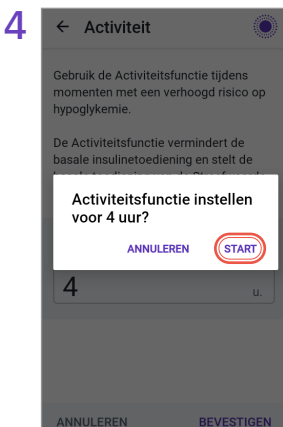 4
Activiteit
Gebruik de Activiteitsfunctie tijdens
momenten met een verhoogd risico op
hypoglykemie.
De Activiteitsfunctie vermindert de
basale insulinetoediening en stelt de
Activiteitsfunctie instellen
voor 4 uur?
ANNULEREN START
4 u.
ANNULEREN BEVESTIGEN